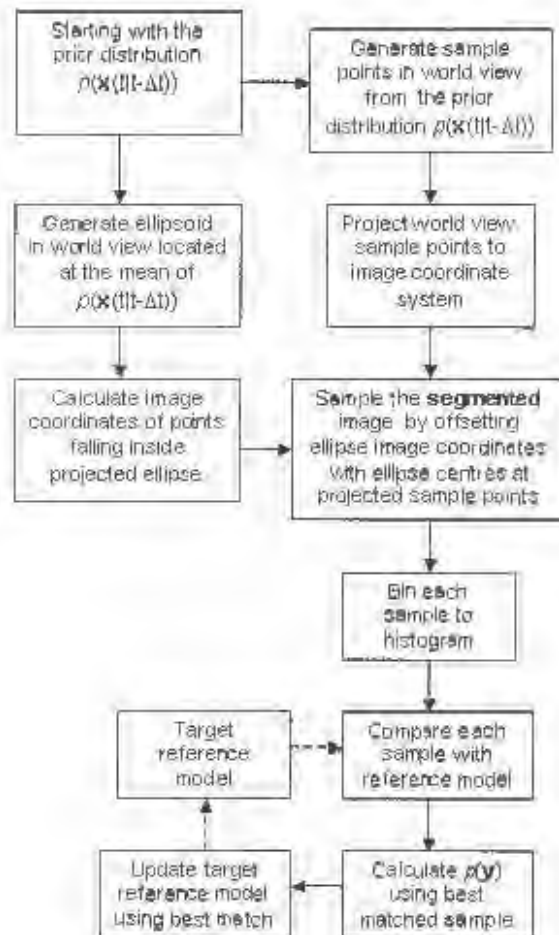 Starting with the
prior distribution
p(x(t|t-Δt))
Generate sample
points in world view
from the prior
distribution p(x(t|t-Δt))
Generate ellipsoid
in world view located
at the mean of
p(x(t|t-Δt))
Project world view
sample points to
image coordinate
system
Calculate image
coordinates of points
falling inside
projected ellipse.
Sample the segmented
image by offsetting
ellipse image coordinates
with ellipse centres at
projected sample points
Bin each
sample to
histogram
Target
reference
model
Compare each
sample with
reference model
Update target
reference model
using best match
Calculate p(y)
using best
matched sample